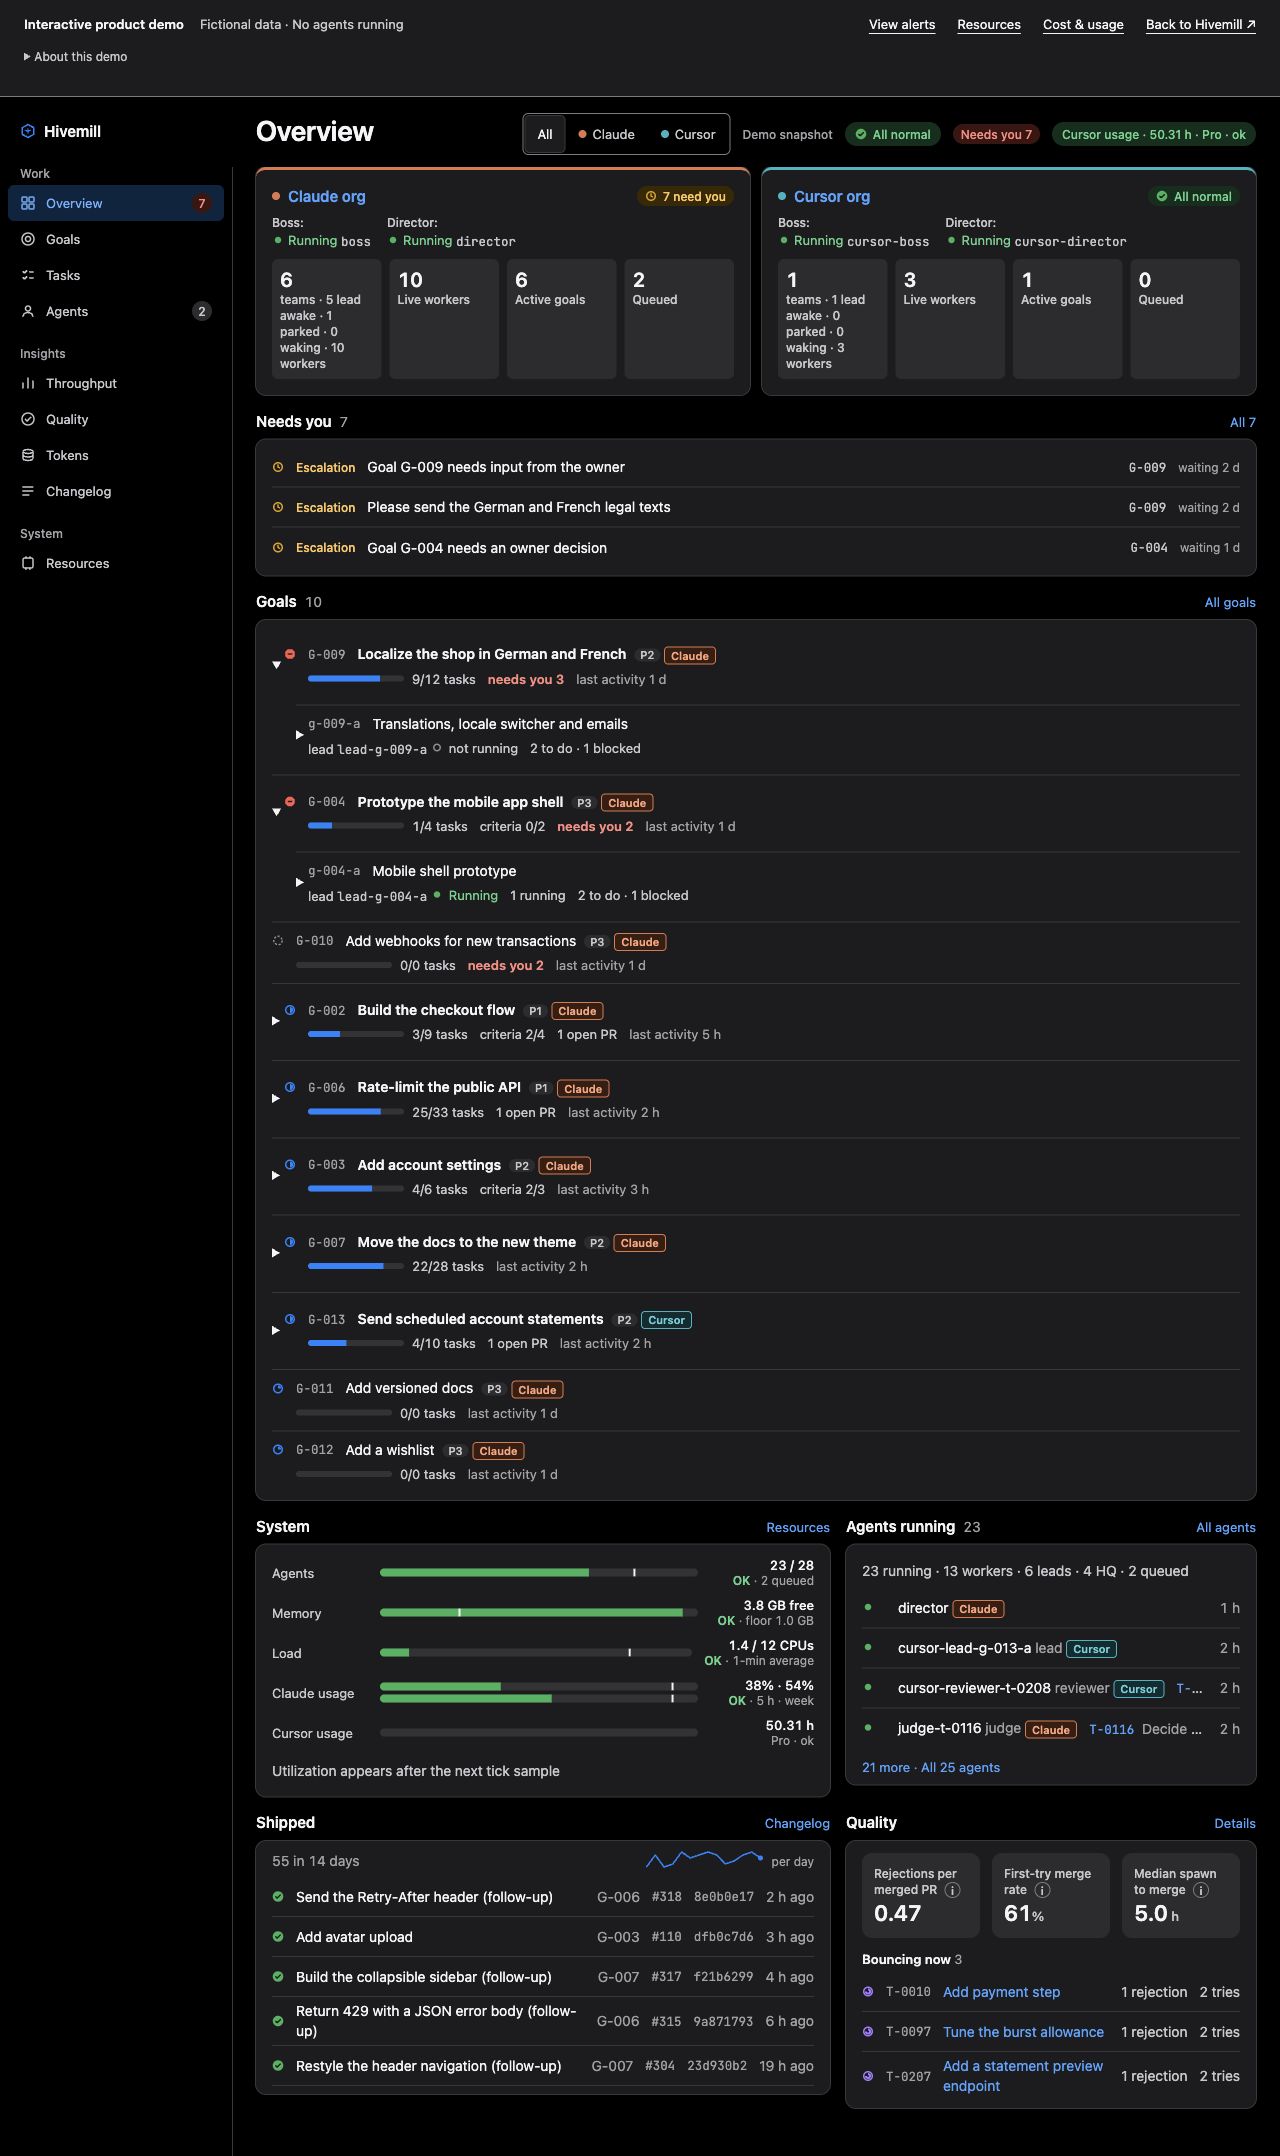 Interactive product demo Fictional data · No agents running View alerts Resources Cost & usage Back to Hivemill ↗
▶ About this demo
Hivemill
Work
Overview 7
Goals
Tasks
Agents 2
Insights
Throughput
Quality
Tokens
Changelog
System
Resources
Overview All Claude Cursor Demo snapshot All normal Needs you 7 Cursor usage · 50.31 h · Pro · ok
Claude org 7 need you
Boss: Director:
Running boss Running director
6 10 6 2
teams · 5 lead Live workers Active goals Queued
awake · 1
parked · 0
waking · 10
workers
Cursor org All normal
Boss: Director:
Running cursor-boss Running cursor-director
1 3 1 0
teams · 1 lead Live workers Active goals Queued
awake · 0
parked · 0
waking · 3
workers
Needs you 7 All 7
Escalation Goal G-009 needs input from the owner G-009 waiting 2 d
Escalation Please send the German and French legal texts G-009 waiting 2 d
Escalation Goal G-004 needs an owner decision G-004 waiting 1 d
Goals 10 All goals
G-009 Localize the shop in German and French P2 Claude
9/12 tasks needs you 3 last activity 1 d
g-009-a Translations, locale switcher and emails
lead lead-g-009-a not running 2 to do · 1 blocked
G-004 Prototype the mobile app shell P3 Claude
1/4 tasks criteria 0/2 needs you 2 last activity 1 d
g-004-a Mobile shell prototype
lead lead-g-004-a Running 1 running 2 to do · 1 blocked
G-010 Add webhooks for new transactions P3 Claude
0/0 tasks needs you 2 last activity 1 d
G-002 Build the checkout flow P1 Claude
3/9 tasks criteria 2/4 1 open PR last activity 5 h
G-006 Rate-limit the public API P1 Claude
25/33 tasks 1 open PR last activity 2 h
G-003 Add account settings P2 Claude
4/6 tasks criteria 2/3 last activity 3 h
G-007 Move the docs to the new theme P2 Claude
22/28 tasks last activity 2 h
G-013 Send scheduled account statements P2 Cursor
4/10 tasks 1 open PR last activity 2 h
G-011 Add versioned docs P3 Claude
0/0 tasks last activity 1 d
G-012 Add a wishlist P3 Claude
0/0 tasks last activity 1 d
System Resources
Agents 23 / 28
OK · 2 queued
Memory 3.8 GB free
OK · floor 1.0 GB
Load 1.4 / 12 CPUs
OK · 1-min average
Claude usage 38% · 54%
OK · 5 h · week
Cursor usage 50.31 h
Pro · ok
Utilization appears after the next tick sample
Agents running 23 All agents
23 running · 13 workers · 6 leads · 4 HQ · 2 queued
director Claude 1 h
cursor-lead-g-013-a lead Cursor 2 h
cursor-reviewer-t-0208 reviewer Cursor T-... 2 h
judge-t-0116 judge Claude T-0116 Decide ... 2 h
21 more · All 25 agents
Shipped Changelog
55 in 14 days per day
Send the Retry-After header (follow-up) G-006 #318 8e0b0e17 2 h ago
Add avatar upload G-003 #110 dfb0c7d6 3 h ago
Build the collapsible sidebar (follow-up) G-007 #317 f21b6299 4 h ago
Return 429 with a JSON error body (follow-
up) G-006 #315 9a871793 6 h ago
Restyle the header navigation (follow-up) G-007 #304 23d930b2 19 h ago
Quality Details
Rejections per First-try merge Median spawn
merged PR ⓘ rate ⓘ to merge ⓘ
0.47 61% 5.0 h
Bouncing now 3
T-0010 Add payment step 1 rejection 2 tries
T-0097 Tune the burst allowance 1 rejection 2 tries
T-0207 Add a statement preview 1 rejection 2 tries
endpoint